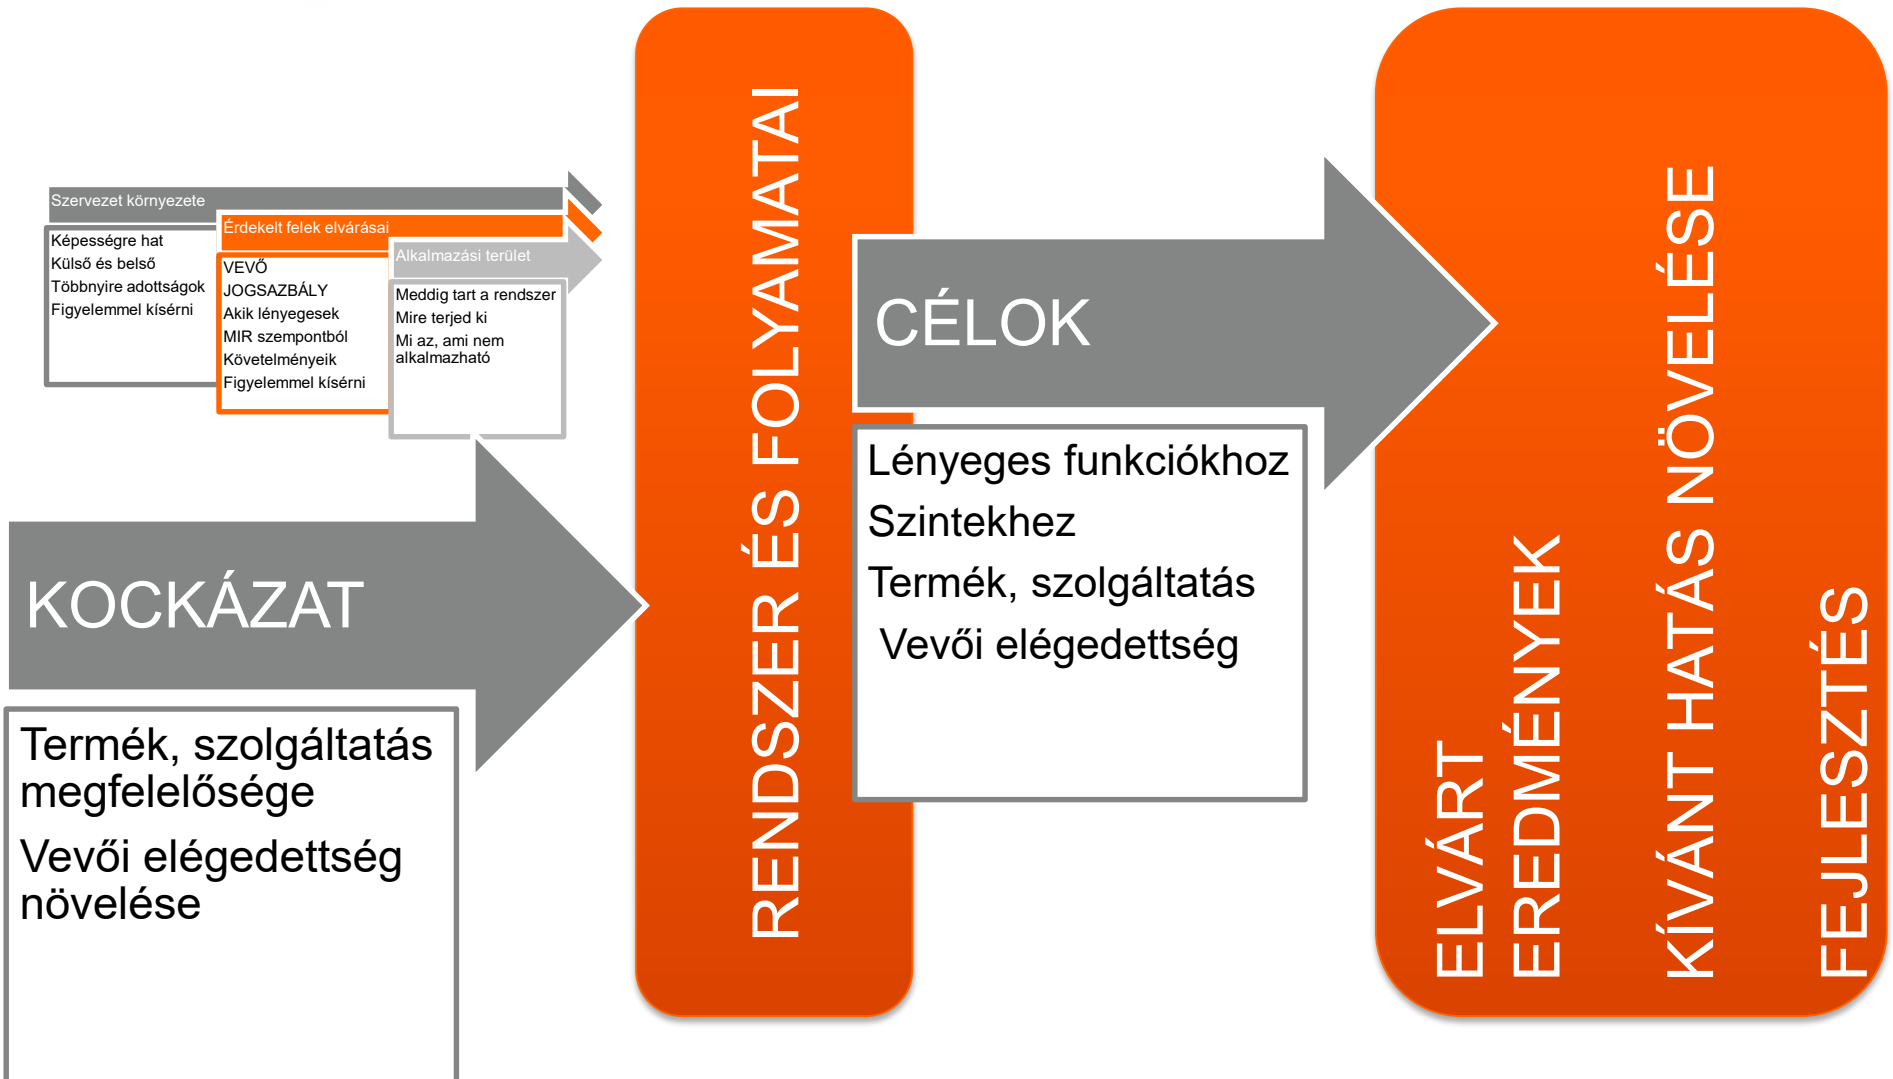 Szervezet környezete
Képességre hat
Külső és belső
Többnyire adottságok
Figyelemmel kísérni
Érdekelt felek elvárásai
VEVŐ
JOGSAZBÁLY
Akik lényegesek
MIR szempontból
Követelményeik
Figyelemmel kísérni
Alkalmazási terület
Meddig tart a rendszer
Mire terjed ki
Mi az, ami nem
alkalmazható
KOCKÁZAT
Termék, szolgáltatás
megfelelősége
Vevői elégedettség
növelése
RENDSZER ÉS FOLYAMATAI
CÉLOK
Lényeges funkciókhoz
Szintekhez
Termék, szolgáltatás
Vevői elégedettség
ELVÁRT
EREDMÉNYEK
KÍVÁNT HATÁS NÖVELÉSE
FEJLESZTÉS